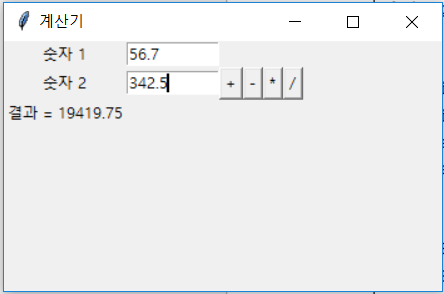 계산기
숫자 1 56.7
숫자 2 342.5 + - * /
결과 = 19419.75